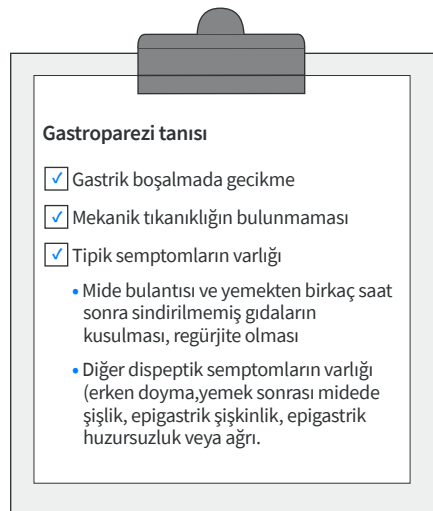 Gastroparezi tanısı
✓ Gastrik boşalmada gecikme
✓ Mekanik tıkanıklığın bulunmaması
✓ Tipik semptomların varlığı
• Mide bulantısı ve yemekten birkaç saat
sonra sindirilmemiş gıdaların
kusulması, regürjite olması
• Diğer dispeptik semptomların varlığı
(erken doyma,yemek sonrası midede
şişlik, epigastrik şişkinlik, epigastrik
huzursuzluk veya ağrı.